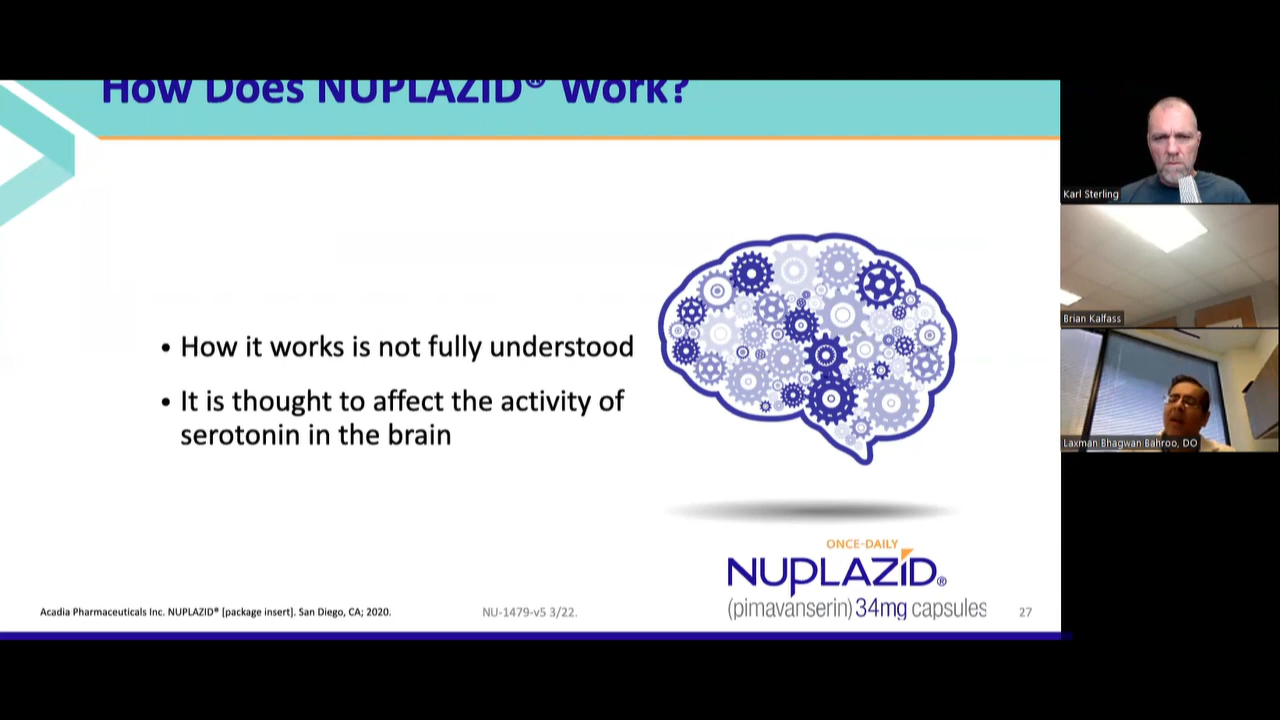 How Does NUPLAZID® Work?
• How it works is not fully understood
• It is thought to affect the activity of
serotonin in the brain
ONCE-DAILY
NUPLAZID®
(pimavanserin) 34mg capsules
Acadia Pharmaceuticals Inc. NUPLAZID® [package insert]. San Diego, CA; 2020.
NU-1479-v5 3/22.
27
Karl Sterling
Brian Kalfass
Laxman Bhagwan Bahroo, DO